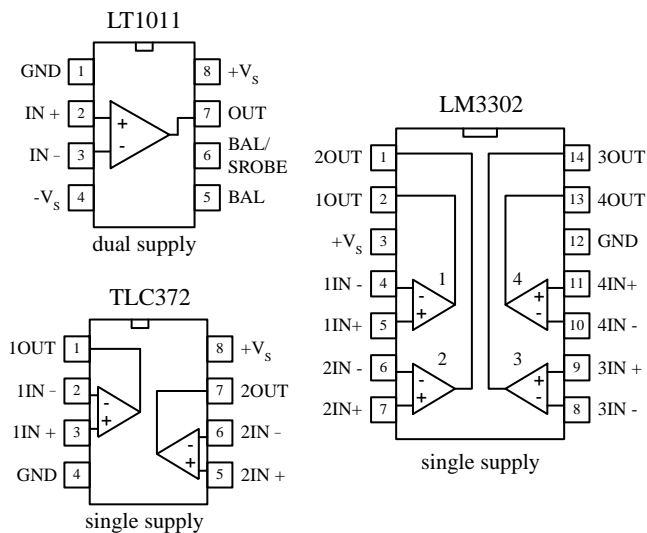 LT1011
GND 1 8 +VS
IN + 2 + 7 OUT
IN - 3 - 6 BAL/
SROBE
-VS 4 5 BAL
dual supply
TLC372
1OUT 1 8 +VS
1IN - 2 - 7 2OUT
1IN + 3 + - 6 2IN -
GND 4 + 5 2IN +
single supply
LM3302
2OUT 1 14 3OUT
1OUT 2 13 4OUT
+VS 3 12 GND
1 4
1IN - 4 - + 11 4IN+
1IN+ 5 + - 10 4IN -
2 3
2IN - 6 - + 9 3IN +
2IN+ 7 + - 8 3IN -
single supply